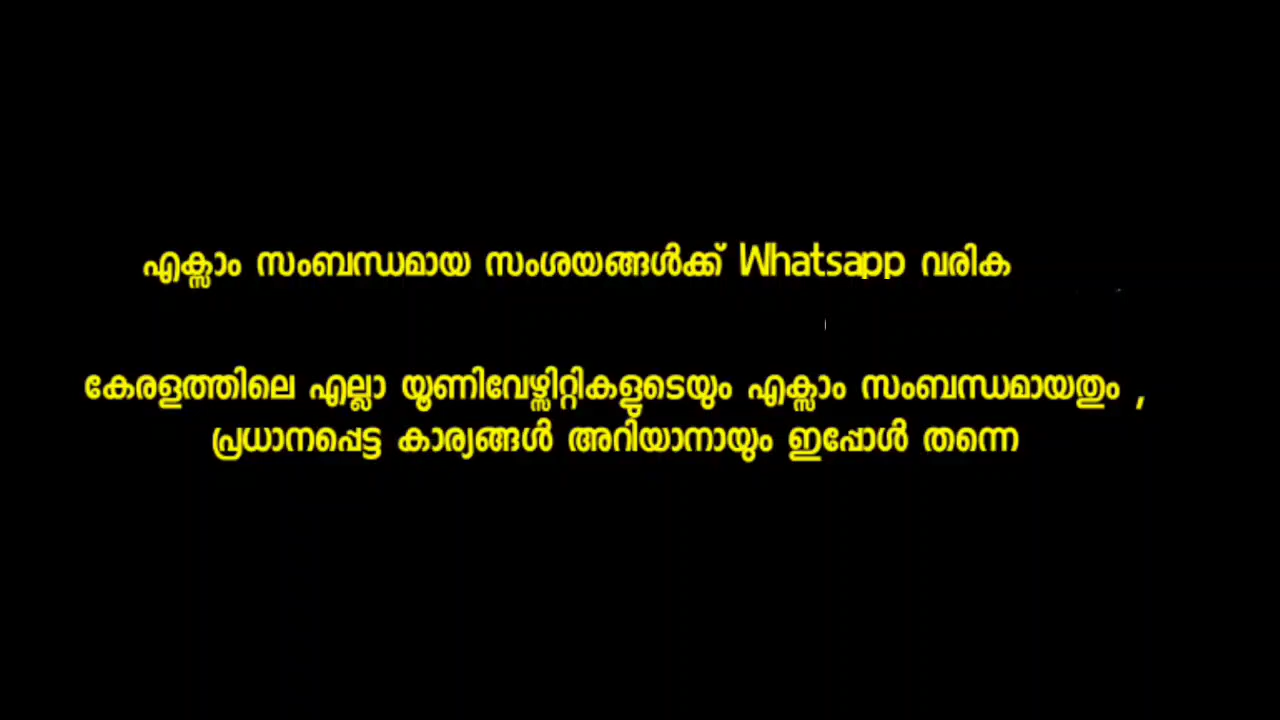 എക്സാം സംബന്ധമായ സംശയങ്ങൾക്ക് Whatsapp വരിക
കേരളത്തിലെ എല്ലാ യൂണിവേഴ്സിറ്റികളുടെയും എക്സാം സംബന്ധമായതും ,
പ്രധാനപ്പെട്ട കാര്യങ്ങൾ അറിയാനായും ഇപ്പോൾ തന്നെ